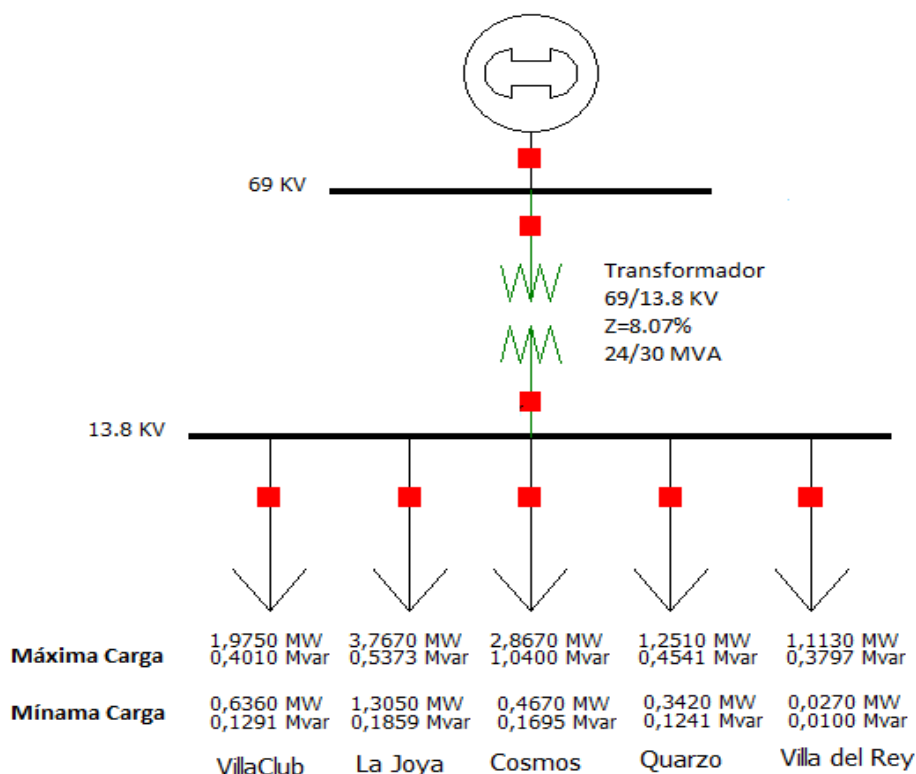 69 KV
Transformador
69/13.8 KV
Z=8.07%
24/30 MVA
13.8 KV
Máxima Carga
1,9750 MW 3,7670 MW 2,8670 MW 1,2510 MW 1,1130 MW
0,4010 Mvar 0,5373 Mvar 1,0400 Mvar 0,4541 Mvar 0,3797 Mvar
Mínama Carga
0,6360 MW 1,3050 MW 0,4670 MW 0,3420 MW 0,0270 MW
0,1291 Mvar 0,1859 Mvar 0,1695 Mvar 0,1241 Mvar 0,0100 Mvar
VillaClub La Joya Cosmos Quarzo Villa del Rey